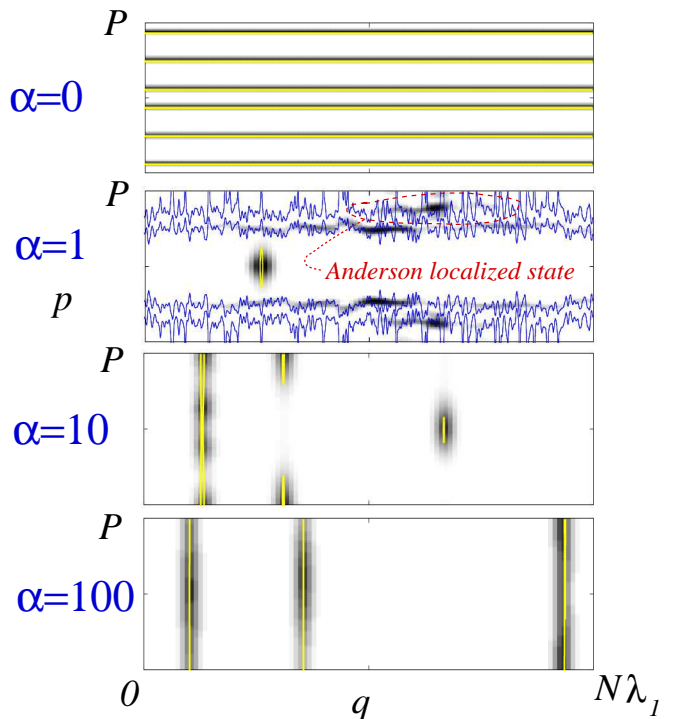 P
α=0
P
α=1
Anderson localized state
p
P
α=10
P
α=100
0
q
Nλ1